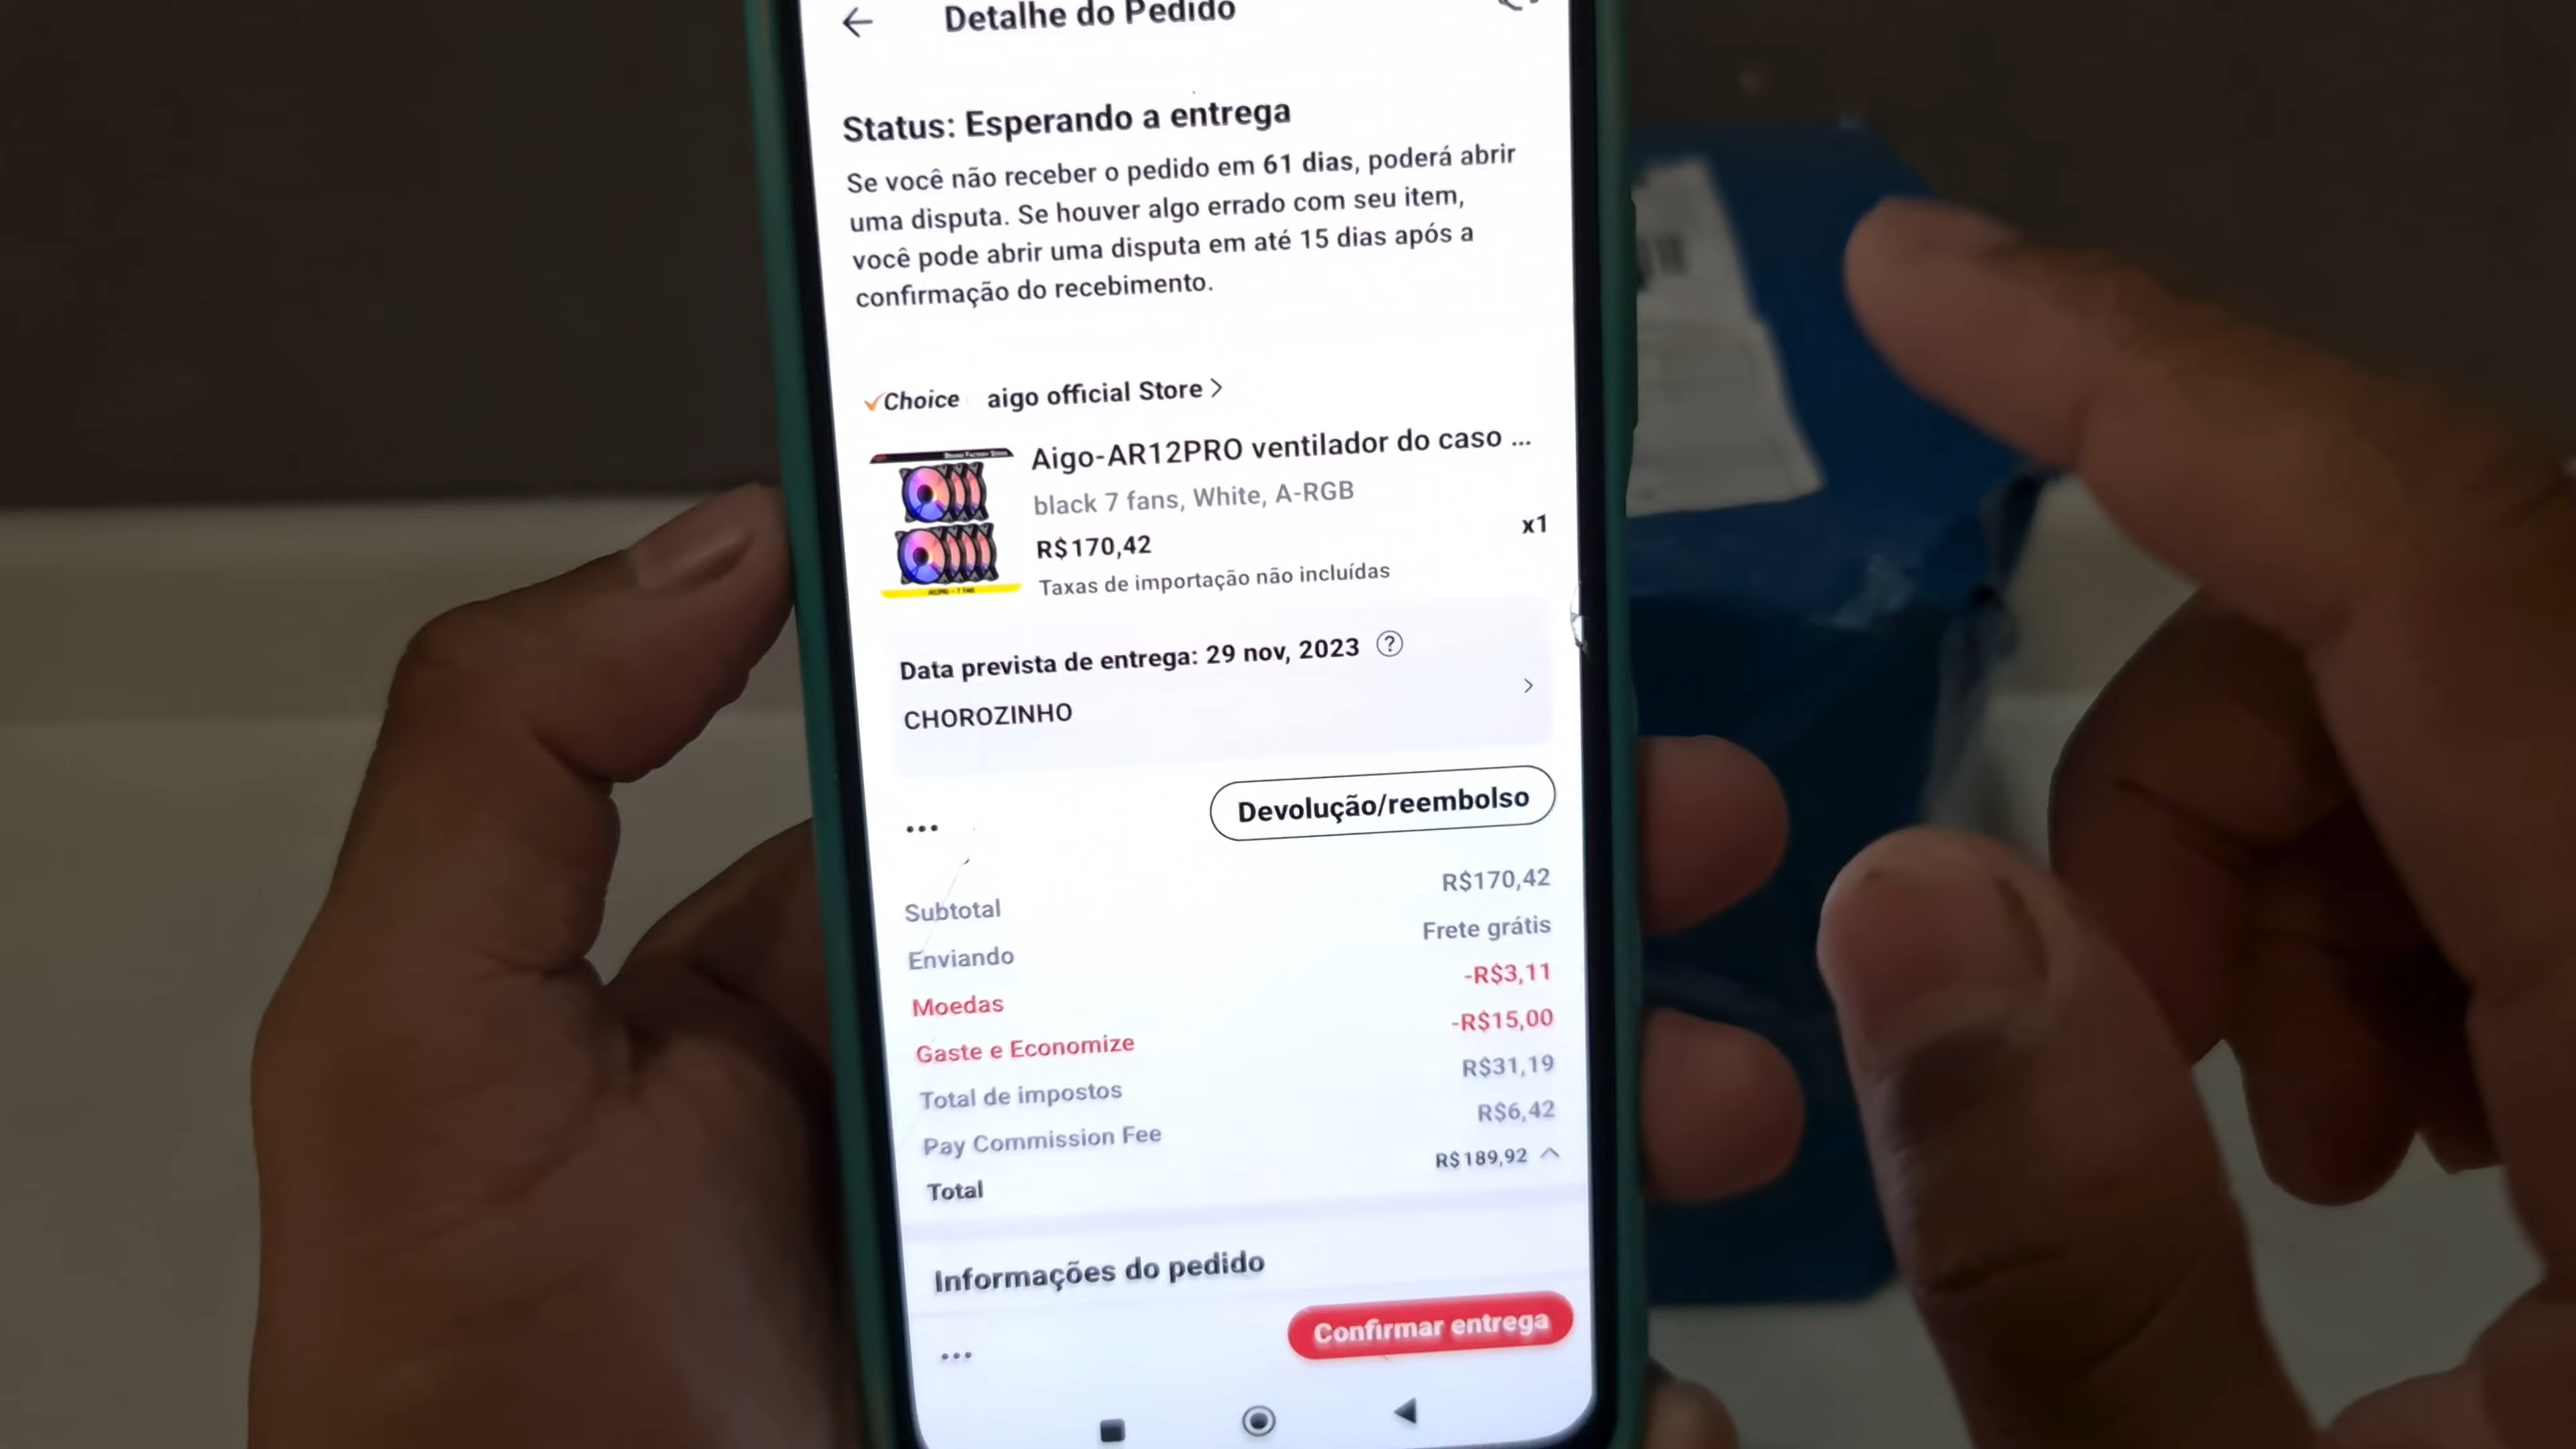 Detalhe do Pedido
Status: Esperando a entrega
Se você não receber o pedido em 61 dias, poderá abrir
uma disputa. Se houver algo errado com seu item,
você pode abrir uma disputa em até 15 dias após a
confirmação do recebimento.
Choice aigo official Store >
Aigo-AR12PRO ventilador do caso ...
black 7 fans, White, A-RGB
R$170,42 x1
Taxas de importação não incluídas
Data prevista de entrega: 29 nov, 2023 ?
CHOROZINHO
Devolução/reembolso
Subtotal R$170,42
Enviando Frete grátis
Moedas -R$3,11
Gaste e Economize -R$15,00
Total de impostos R$31,19
Pay Commission Fee R$6,42
Total R$189,92
Informações do pedido
Confirmar entrega